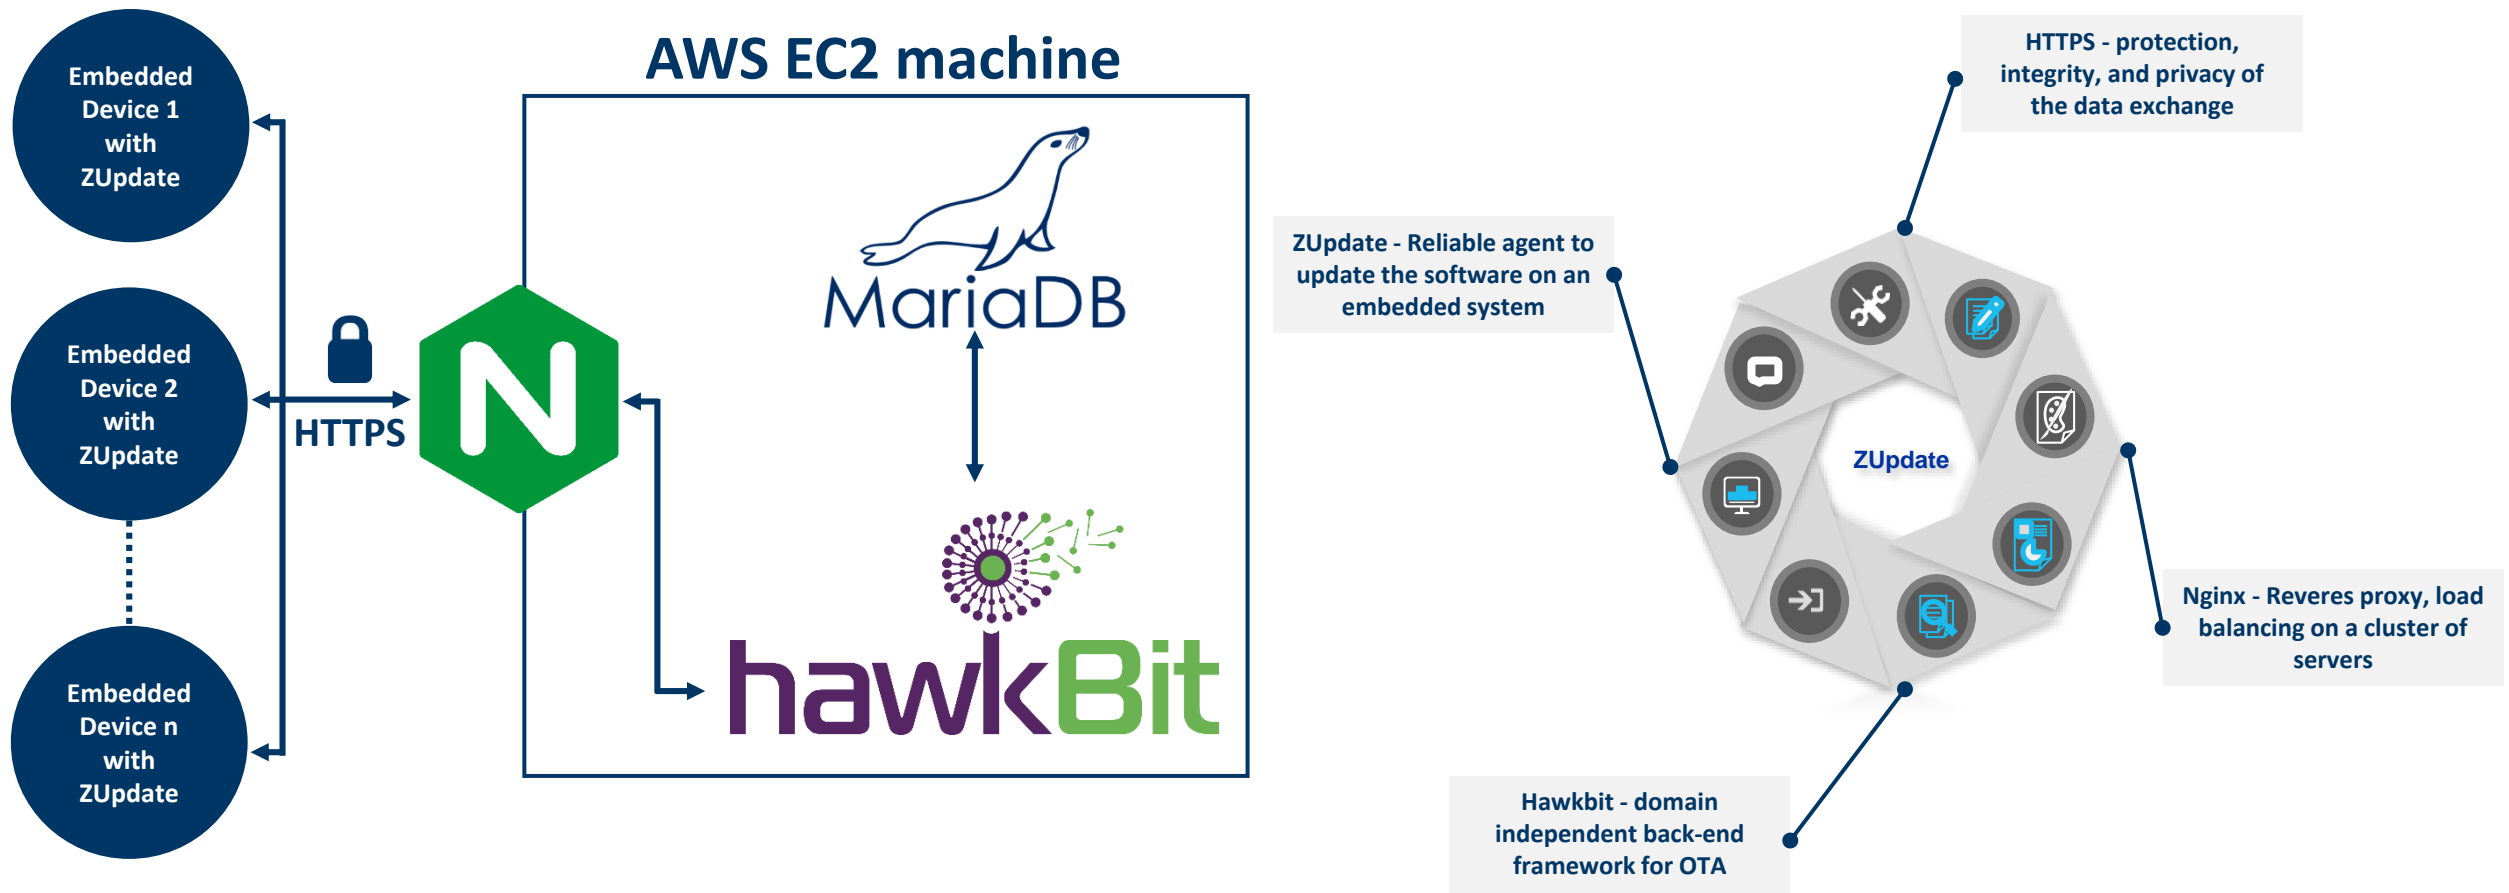 AWS EC2 machine
Embedded
Device 1
with
ZUpdate
Embedded
Device 2
with
ZUpdate
Embedded
Device n
with
ZUpdate
HTTPS
N
MariaDB
hawkBit
HTTPS - protection,
integrity, and privacy of
the data exchange
ZUpdate - Reliable agent to
update the software on an
embedded system
ZUpdate
Nginx - Reveres proxy, load
balancing on a cluster of
servers
Hawkbit - domain
independent back-end
framework for OTA